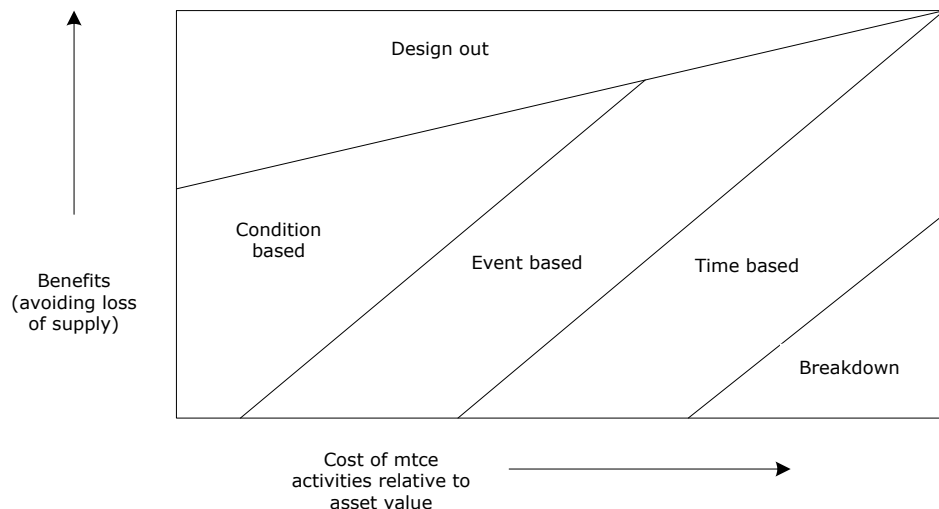 Design out
Condition
based
Event based
Time based
Breakdown
Benefits
(avoiding loss
of supply)
Cost of mtce
activities relative to
asset value